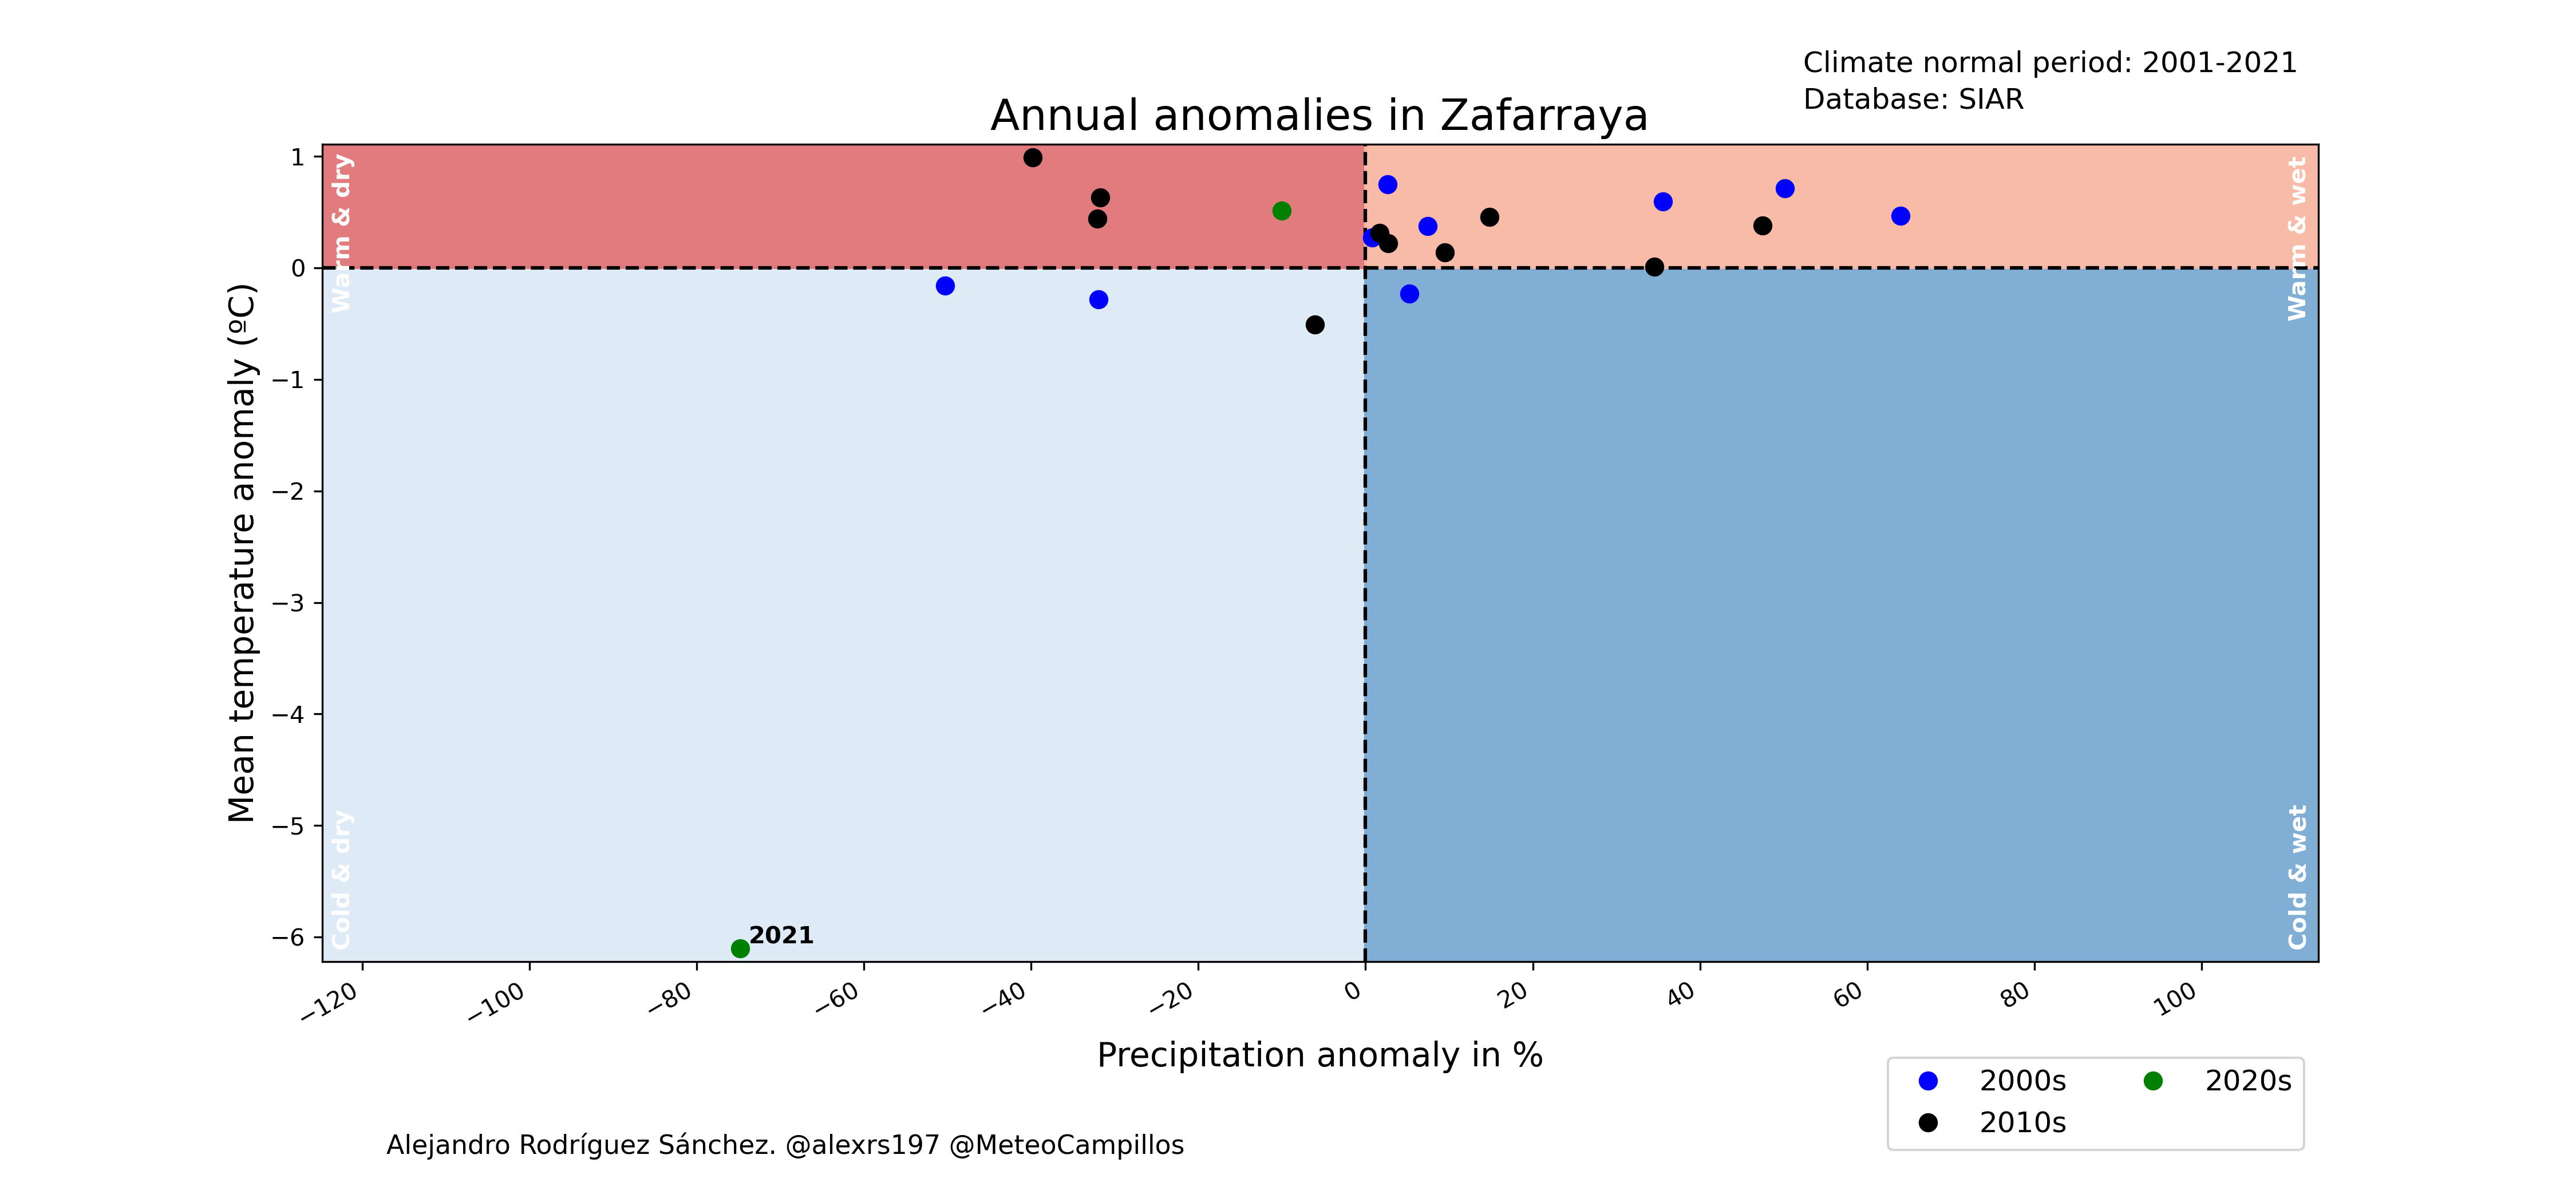 Climate normal period: 2001-2021
Database: SIAR
Annual anomalies in Zafarraya
Mean temperature anomaly (ºC)
1
0
−1
−2
−3
−4
−5
−6
Warm & dry
Warm & wet
Cold & dry
Cold & wet
2021
−120
−100
−80
−60
−40
−20
0
20
40
60
80
100
Precipitation anomaly in %
2000s
2020s
2010s
Alejandro Rodríguez Sánchez. @alexrs197 @MeteoCampillos